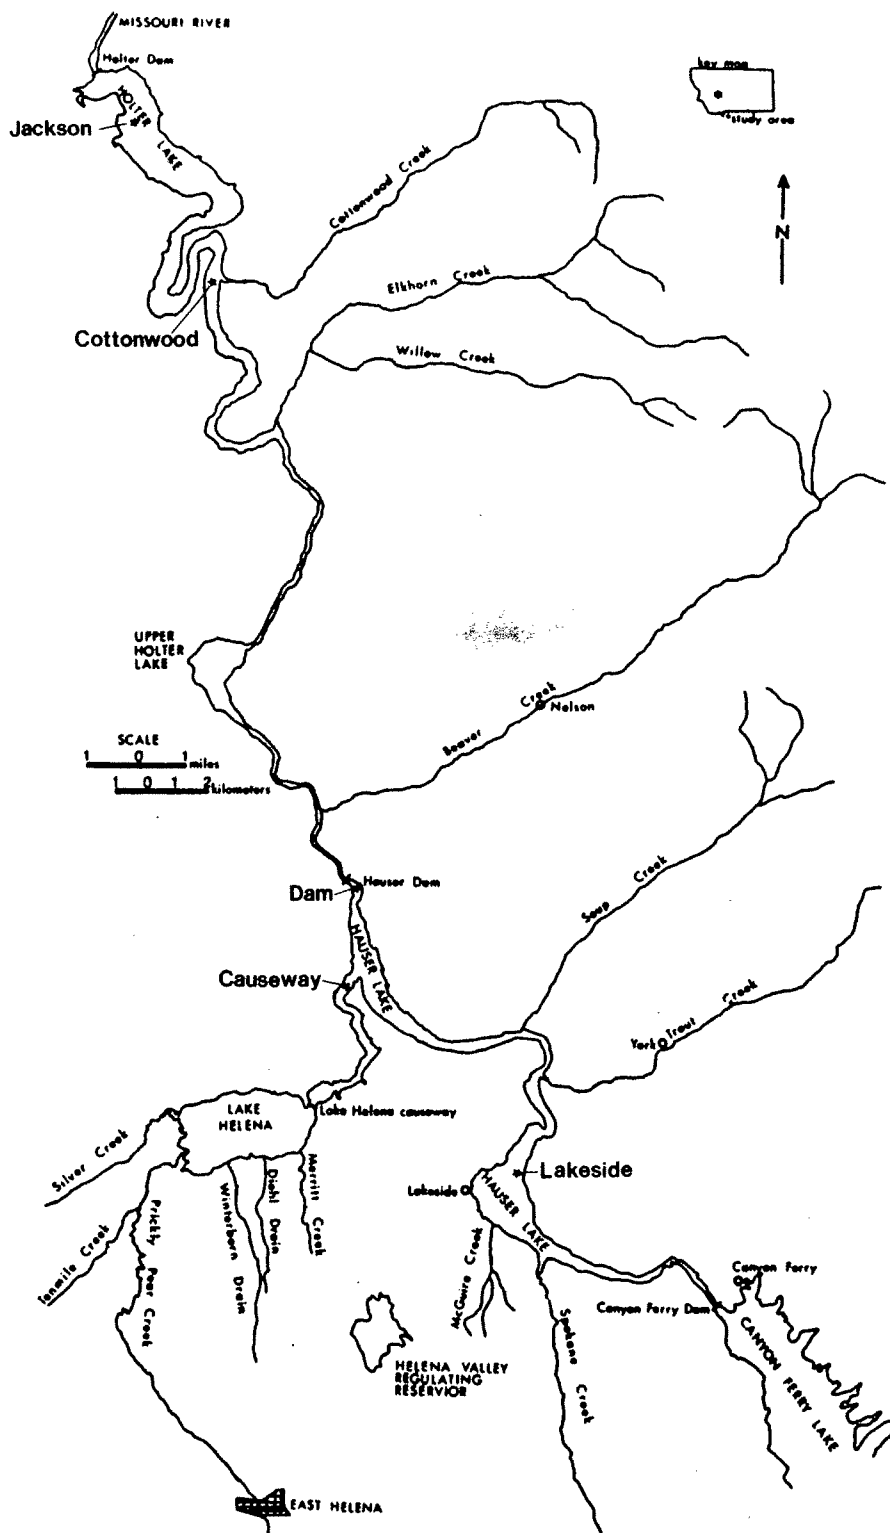 MISSOURI RIVER
Holter Dam
key map
HOLTER LAKE
Jackson
study area
Cottonwood Creek
N
Elkhorn Creek
Cottonwood
Willow Creek
UPPER
HOLTER
LAKE
Beaver Creek
Nelson
SCALE
1 0 1 miles
1 0 1 2 kilometers
Hauser Dam
Dam
Soup Creek
HAUSER LAKE
Causeway
York
Trout Creek
LAKE
HELENA
Lake Helena causeway
Silver Creek
Lakeside
Lakeside
HAUSER LAKE
Merritt Creek
Diehl Drain
Winterborn Drain
Prickly Pear Creek
Tenmile Creek
McGuire Creek
Canyon Ferry
Canyon Ferry Dam
Spokane Creek
CANYON FERRY LAKE
HELENA VALLEY
REGULATING
RESERVIOR
EAST HELENA